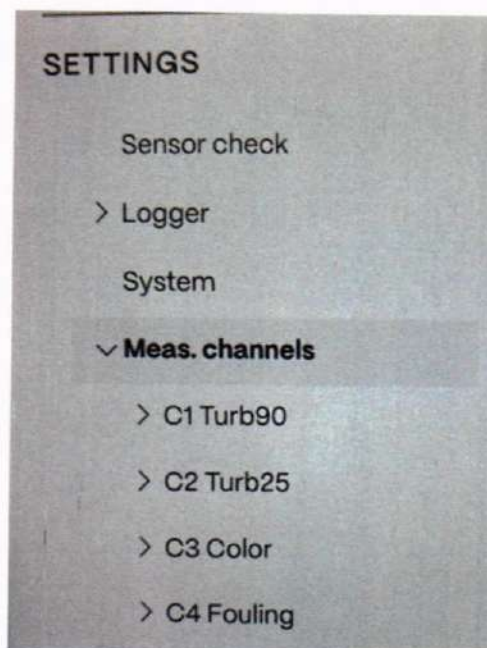 SETTINGS
Sensor check
> Logger
System
Meas. channels
> C1 Turb90
> C2 Turb25
> C3 Color
> C4 Fouling